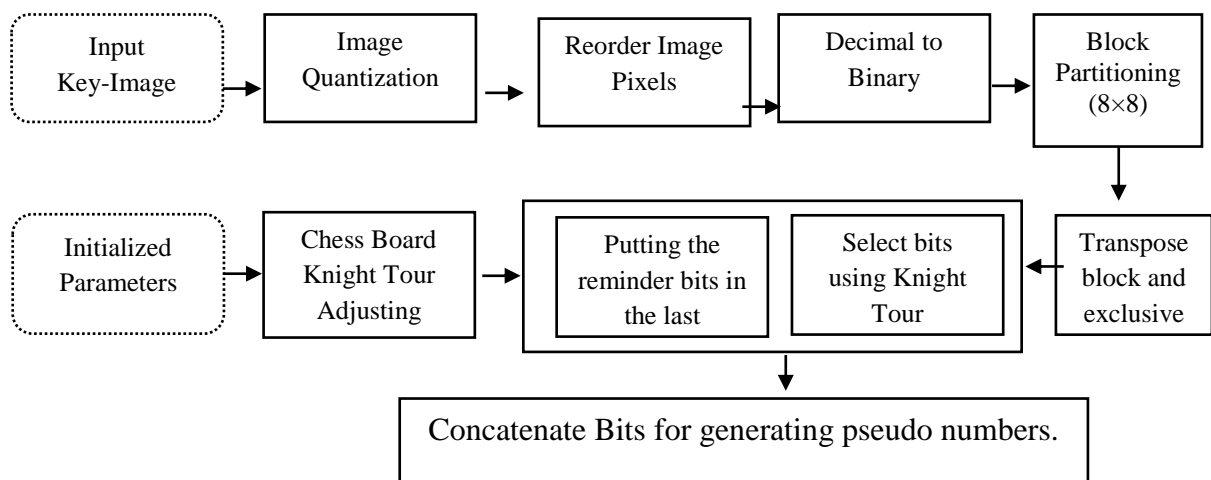 Input
Key-Image
Image
Quantization
Reorder Image
Pixels
Decimal to
Binary
Block
Partitioning
(8×8)
Initialized
Parameters
Chess Board
Knight Tour
Adjusting
Putting the
reminder bits in
the last
Select bits
using Knight
Tour
Transpose
block and
exclusive
Concatenate Bits for generating pseudo numbers.